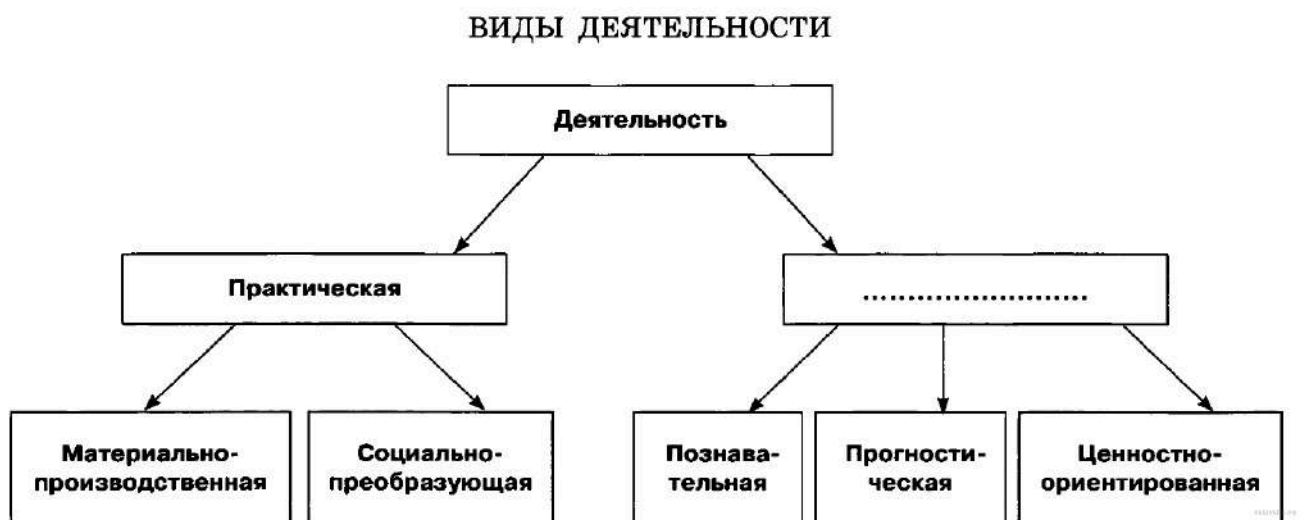 ВИДЫ ДЕЯТЕЛЬНОСТИ
Деятельность
Практическая
.........................
Материально-
производственная
Социально-
преобразующая
Познава-
тельная
Прогности-
ческая
Ценностно-
ориентированная